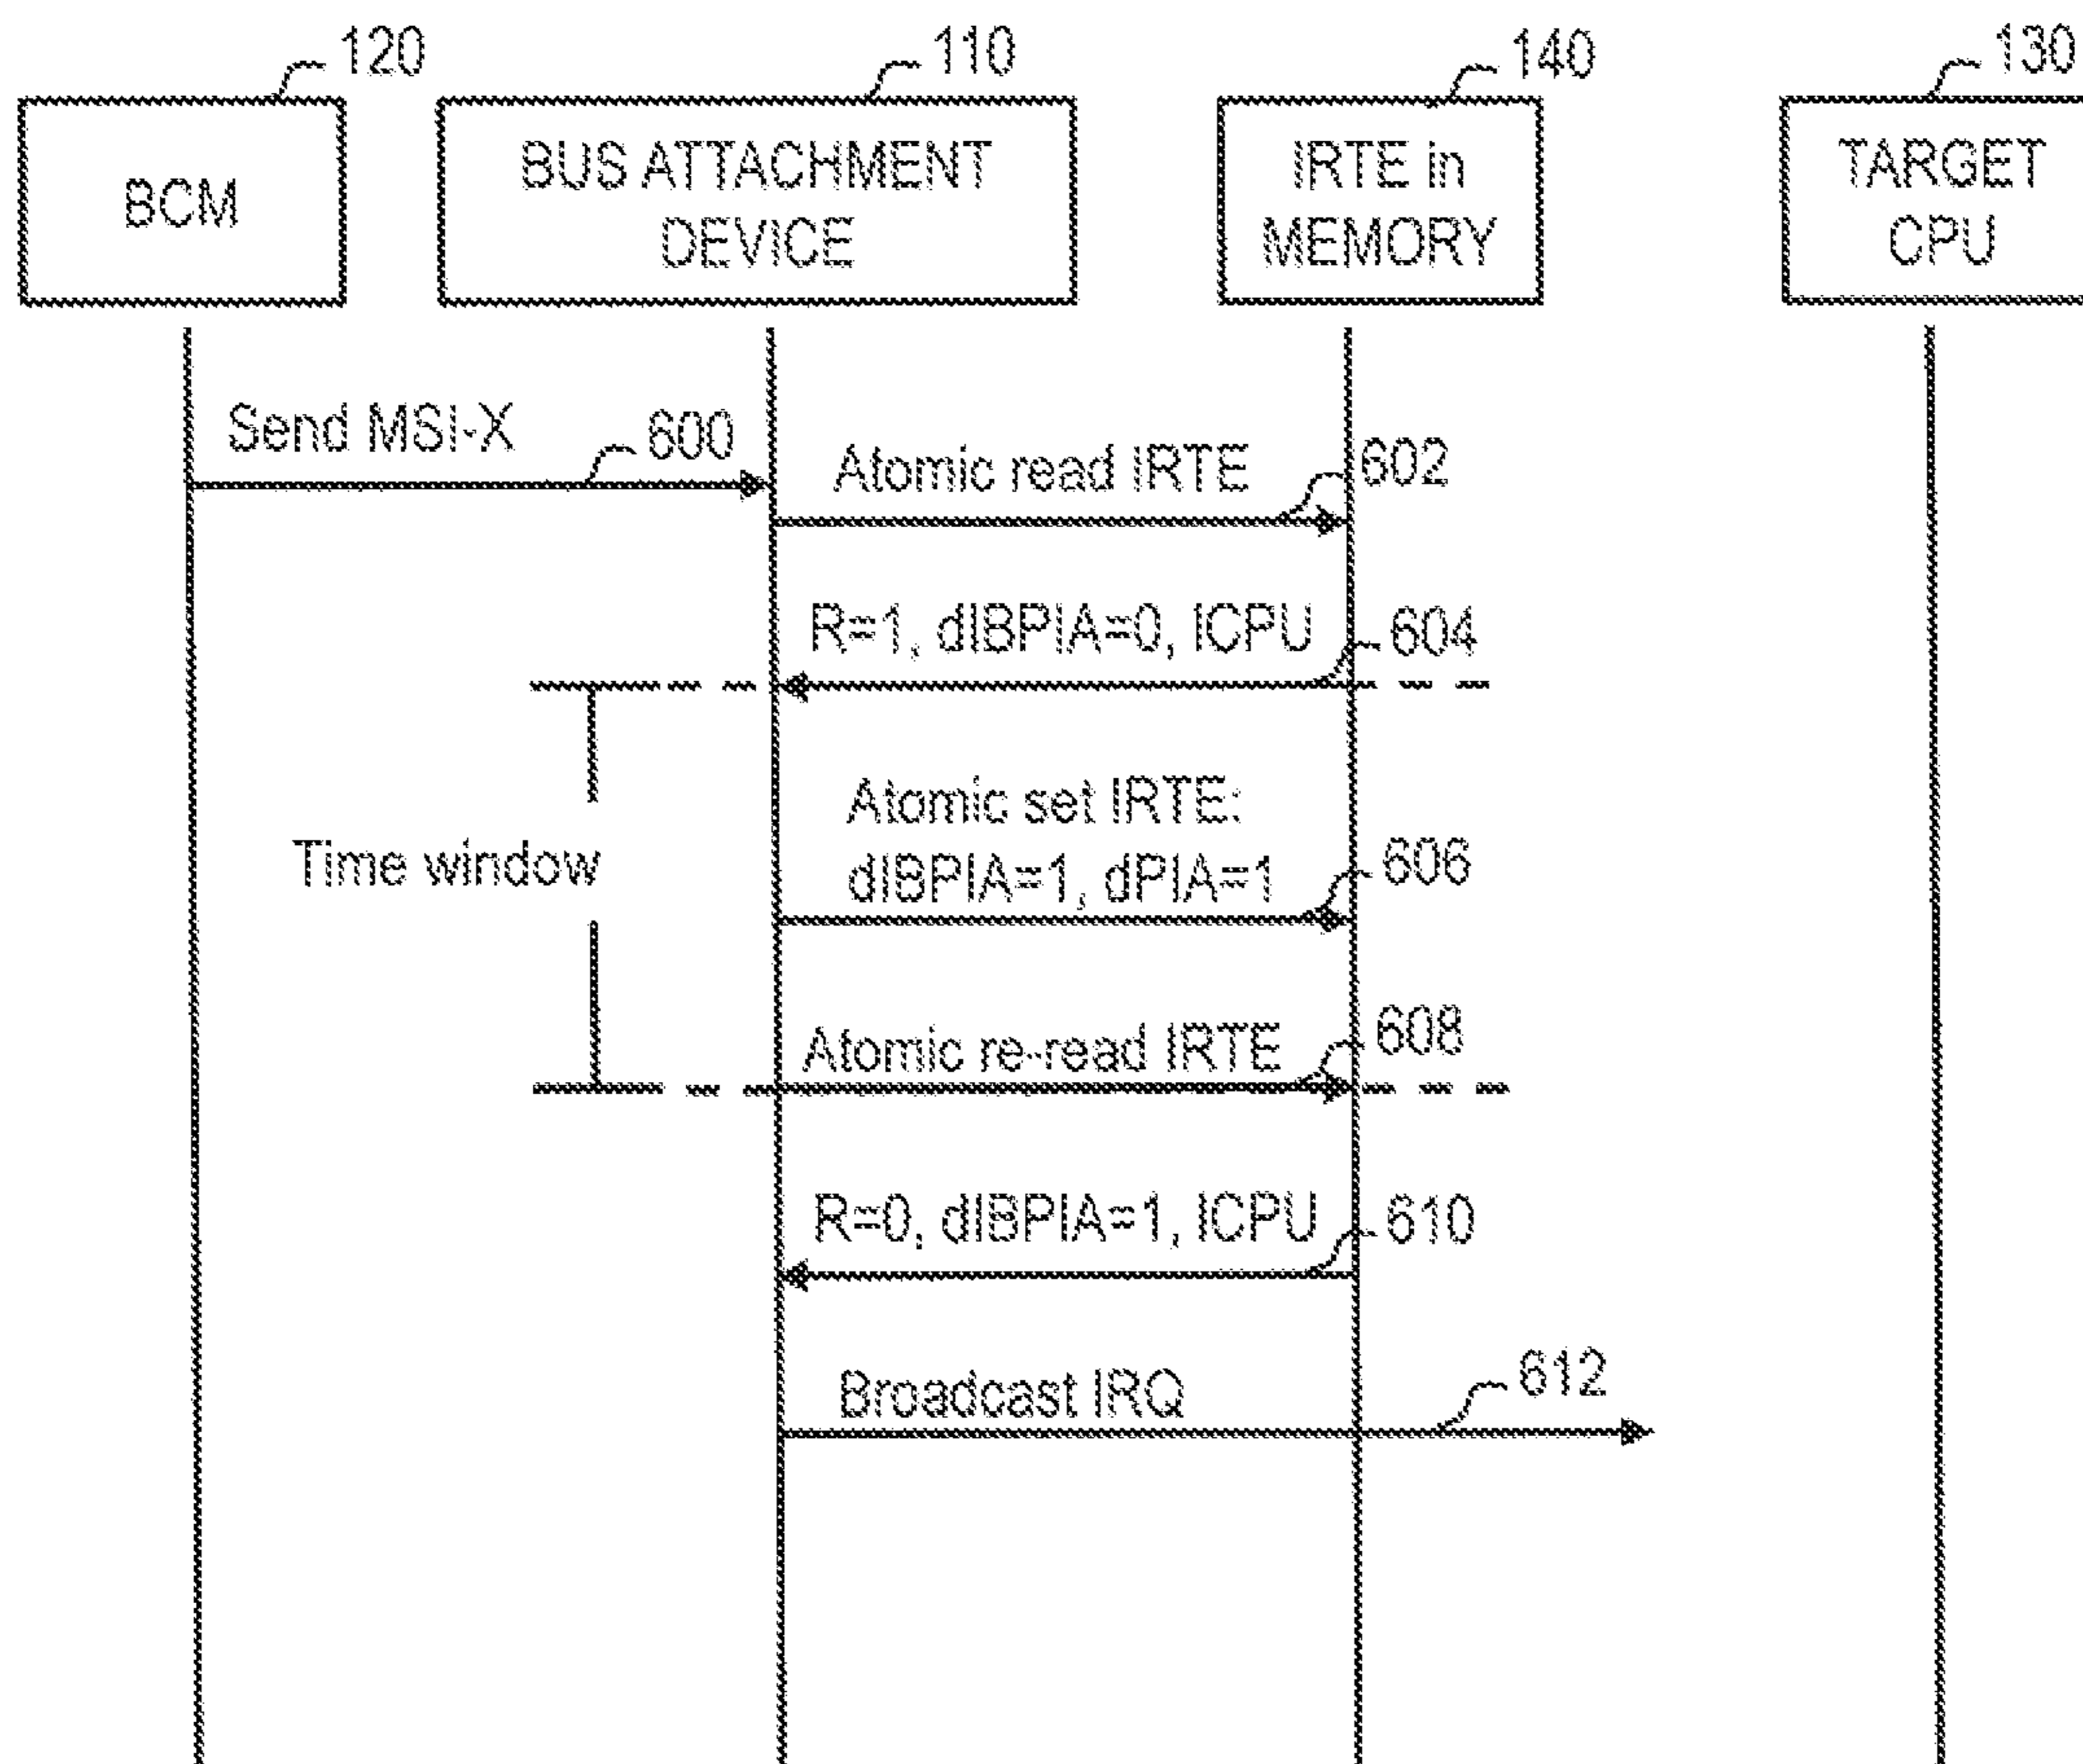 120
110
140
130
BCM
BUS ATTACHMENT
DEVICE
IRTE in
MEMORY
TARGET
CPU
Send MSI-X
600
Atomic read IRTE
602
R=1, dIBPIA=0, ICPU
604
Atomic set IRTE:
dIBPIA=1, dPIA=1
606
Time window
Atomic re-read IRTE
608
R=0, dIBPIA=1, ICPU
610
Broadcast IRQ
612